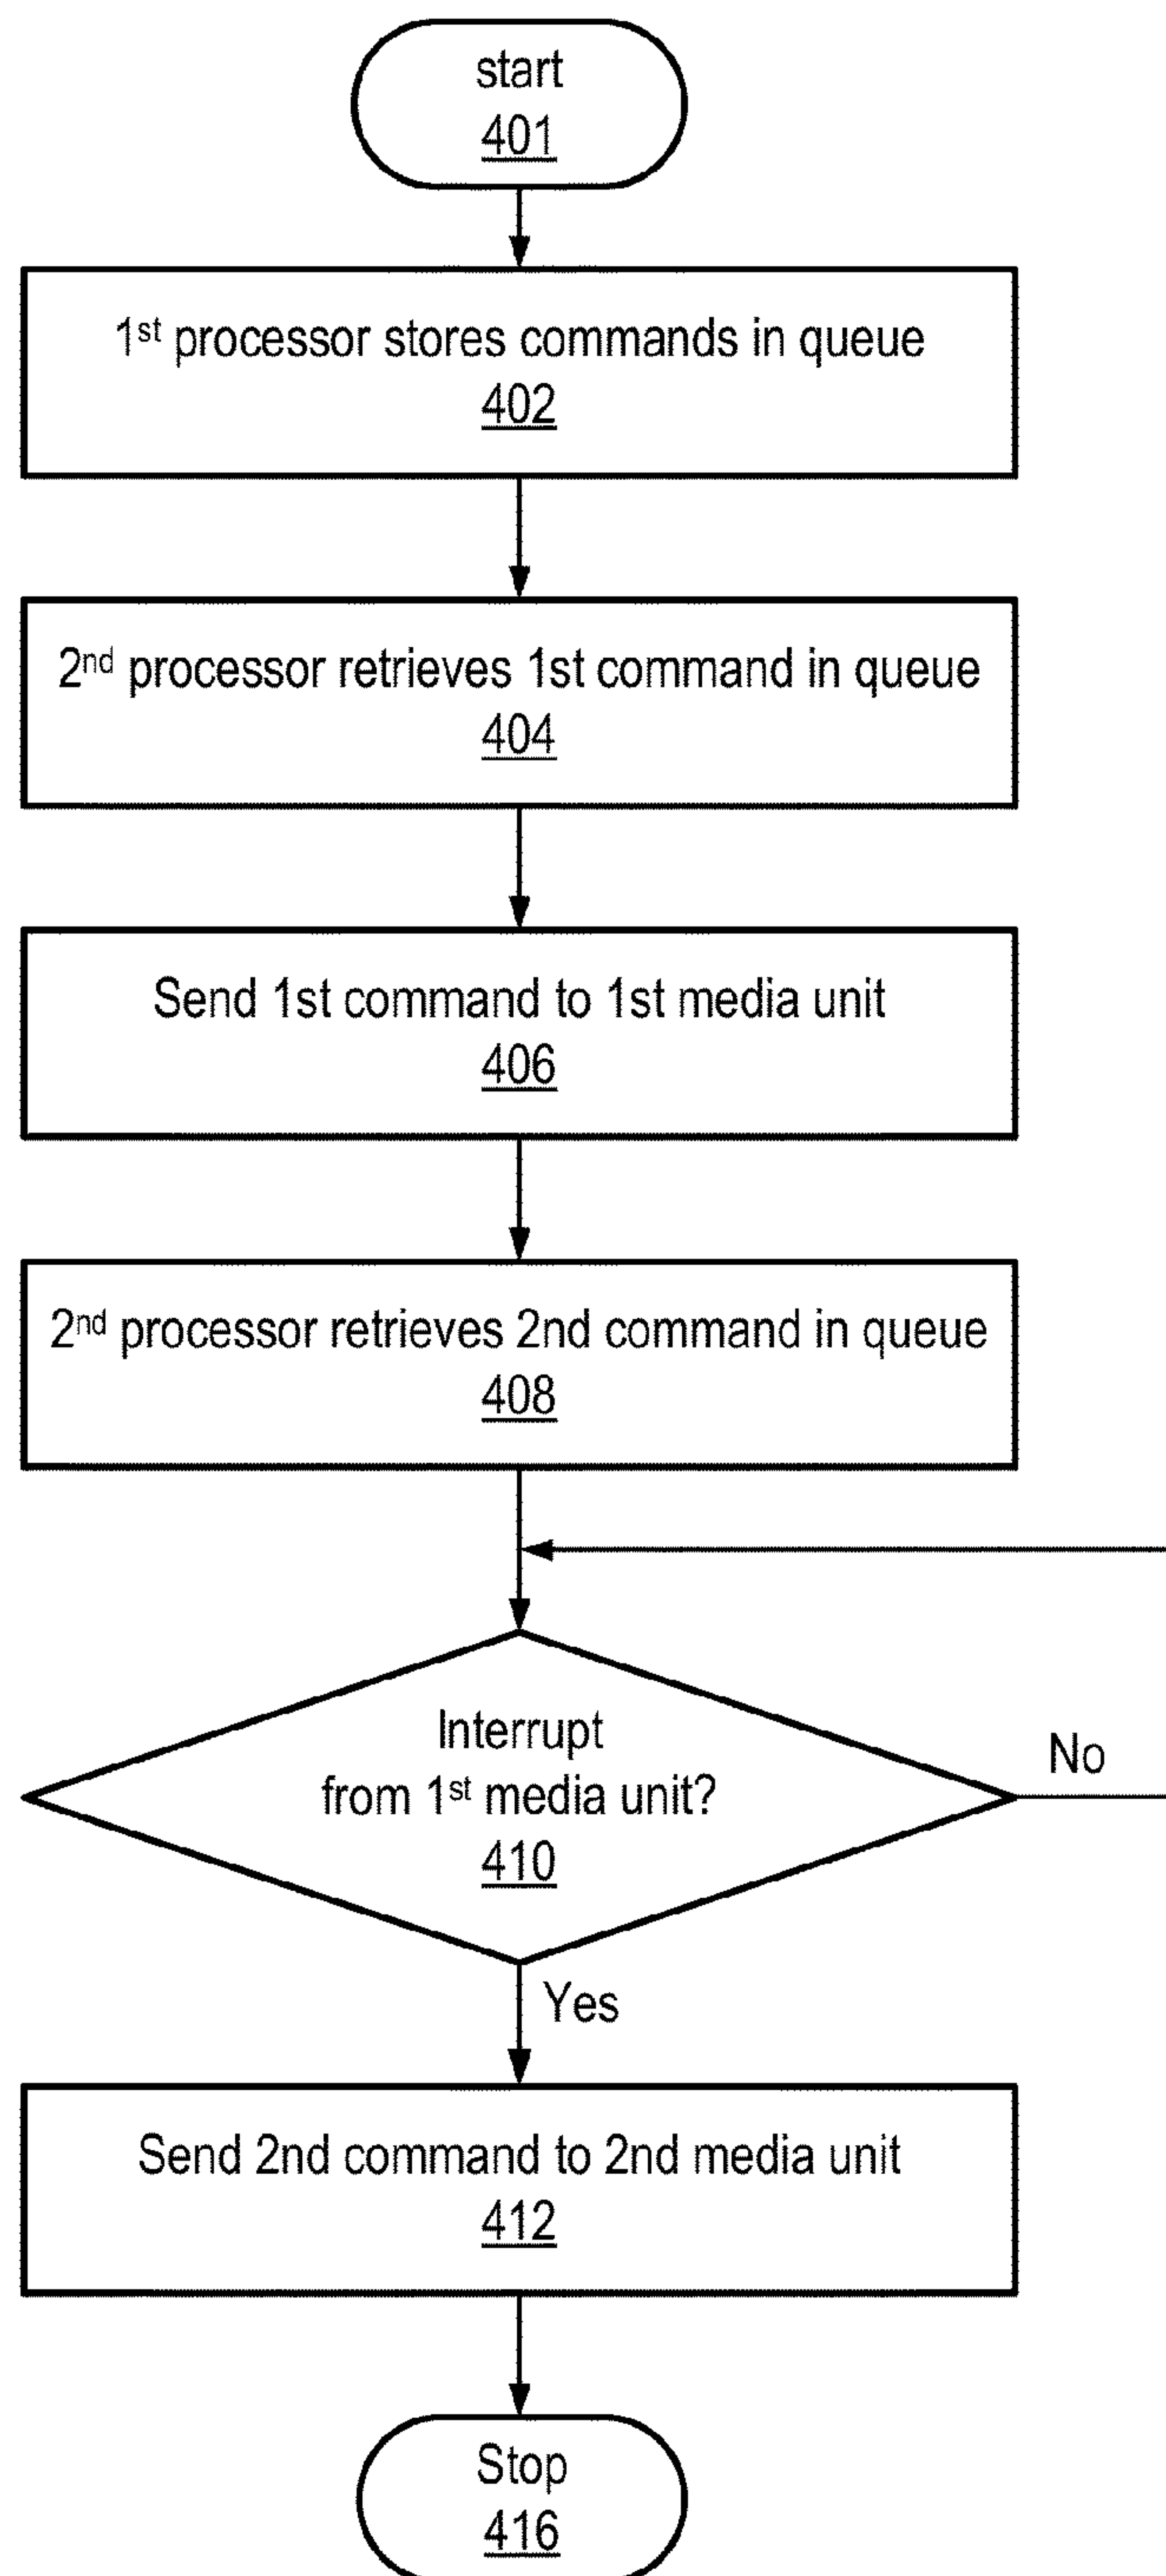 start
401
1st processor stores commands in queue
402
2nd processor retrieves 1st command in queue
404
Send 1st command to 1st media unit
406
2nd processor retrieves 2nd command in queue
408
Interrupt
from 1st media unit?
410
No
Yes
Send 2nd command to 2nd media unit
412
Stop
416